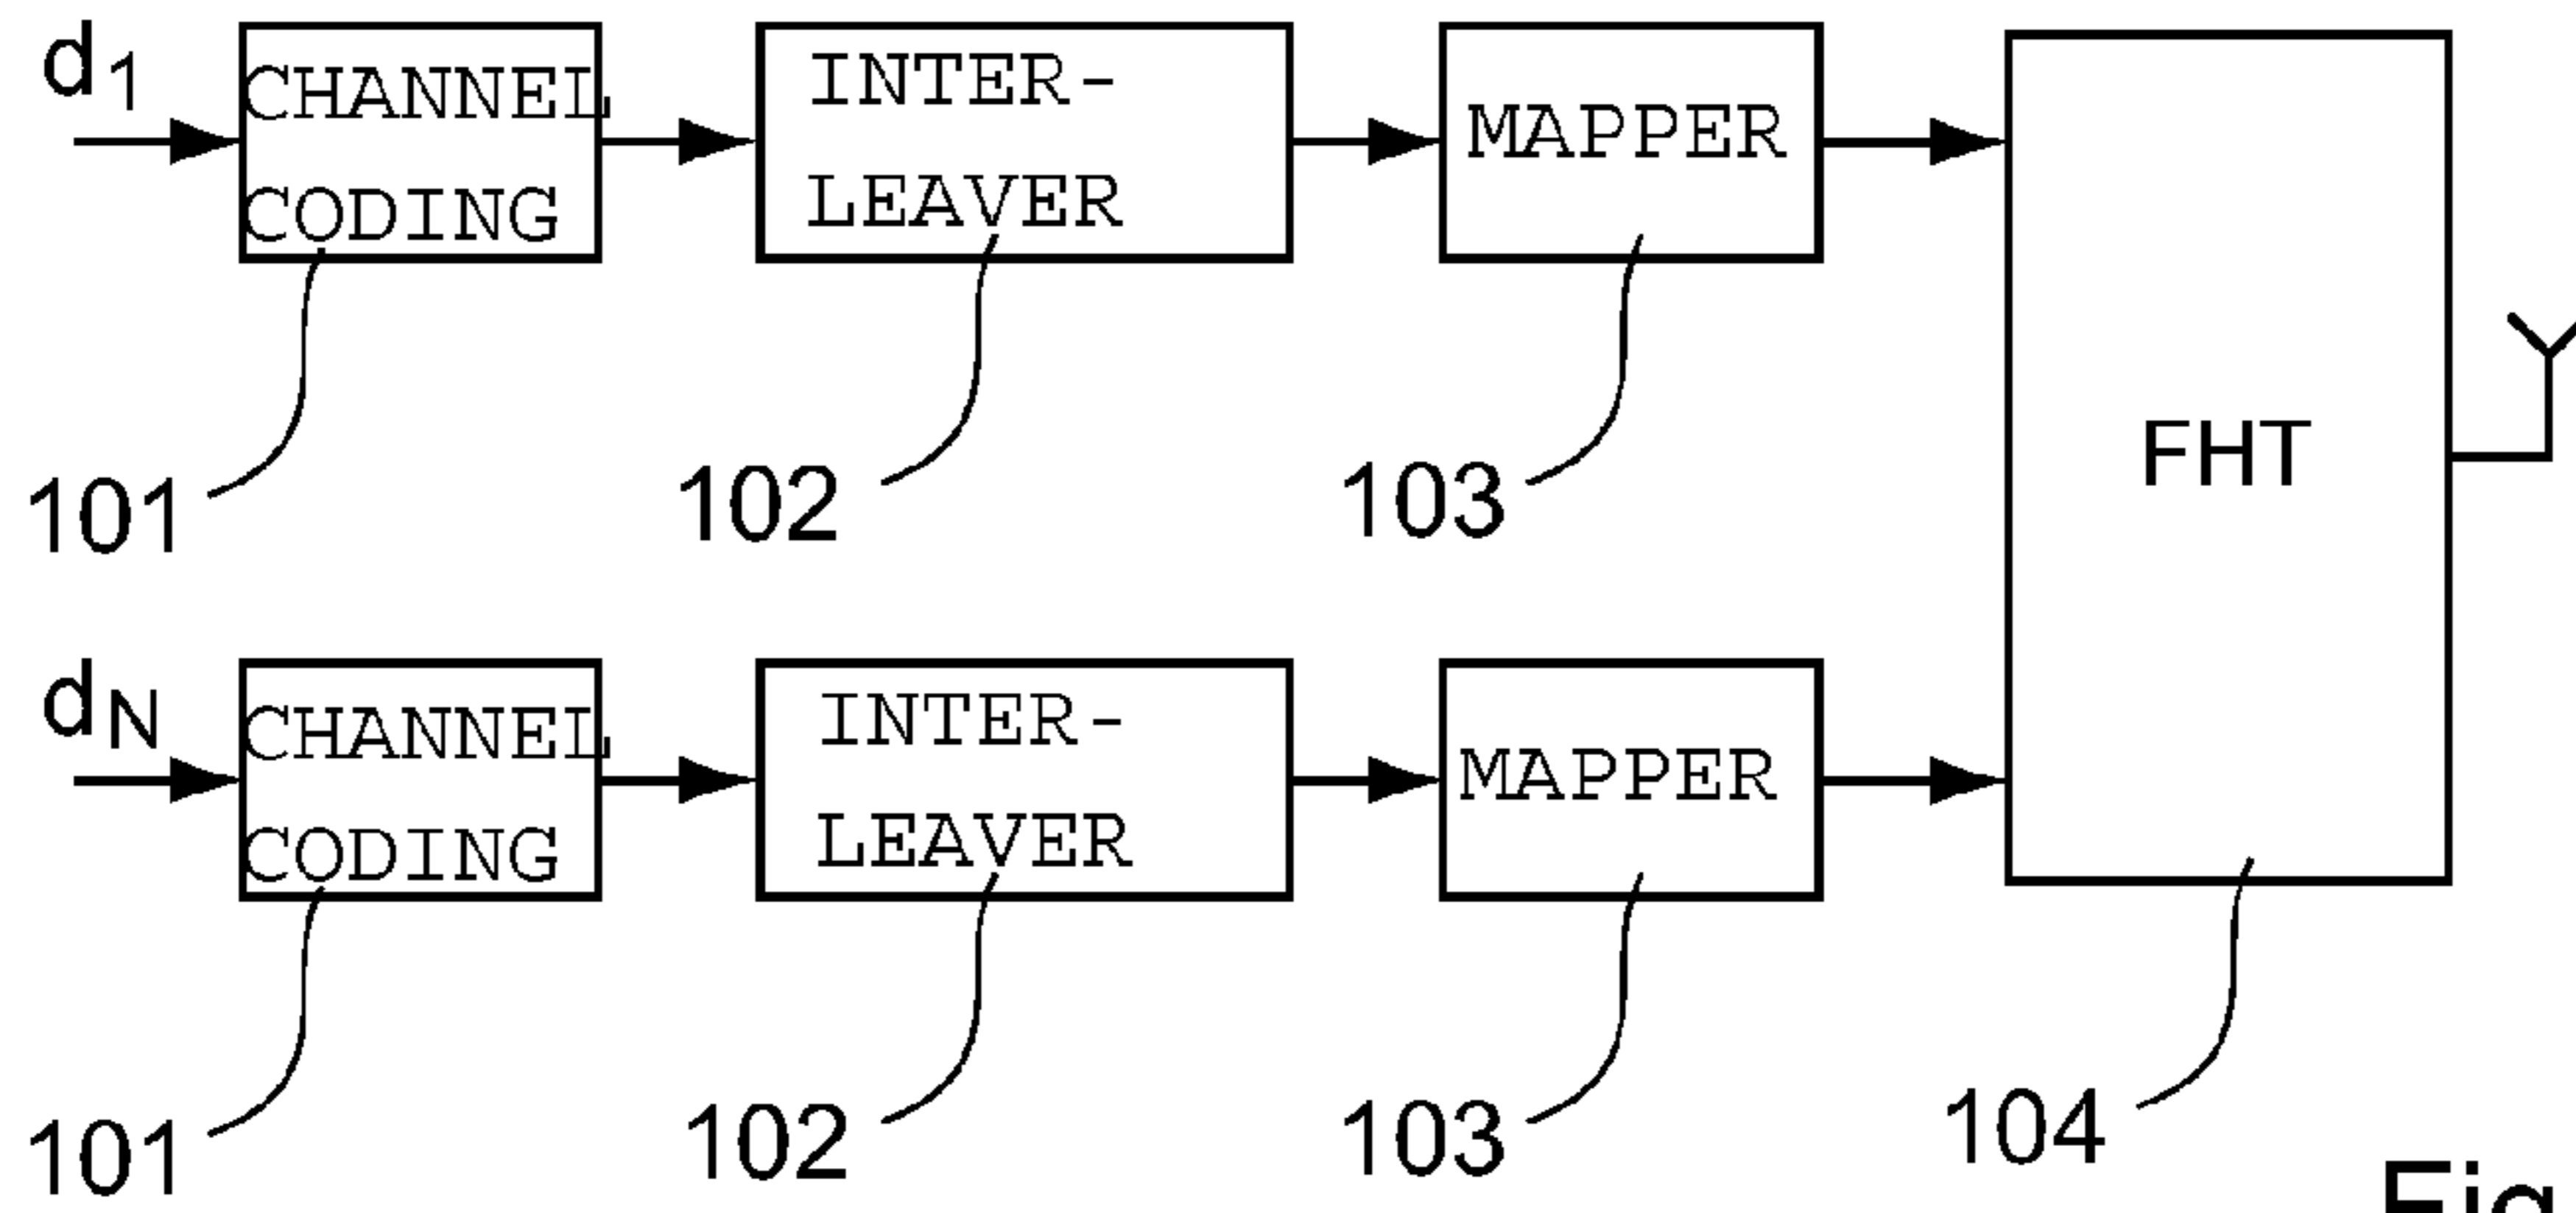 d1
CHANNEL
CODING
INTER-
LEAVER
MAPPER
FHT
101
102
103
dN
CHANNEL
CODING
INTER-
LEAVER
MAPPER
101
102
103
104